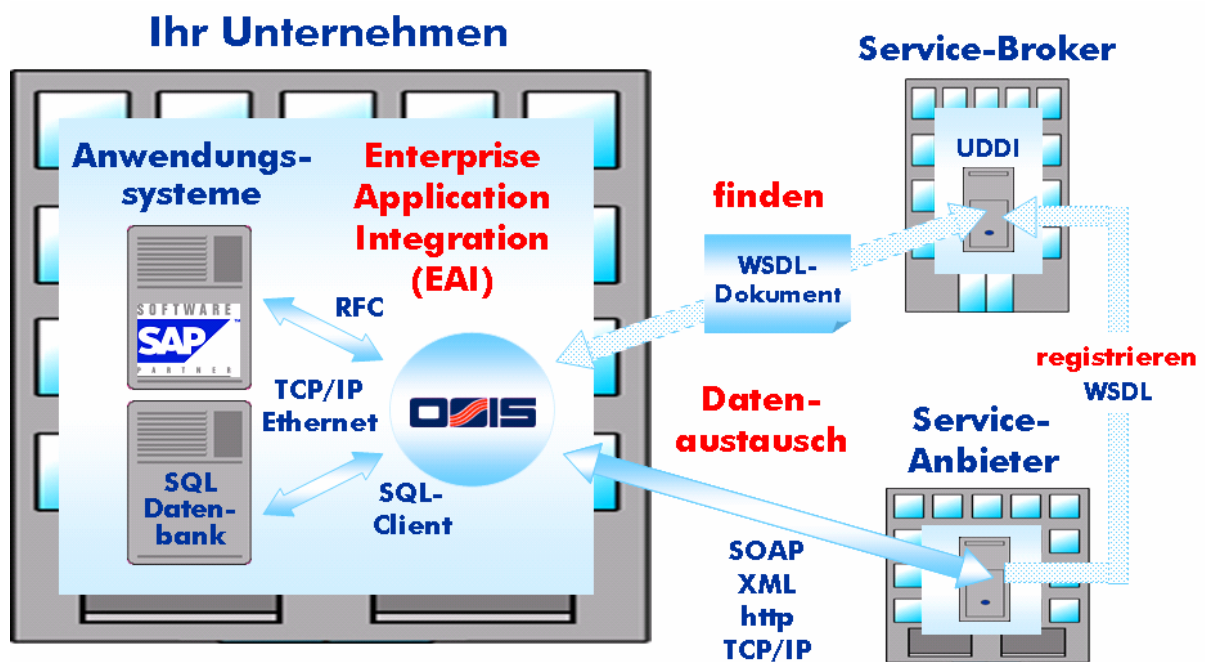 Ihr Unternehmen
Anwendungs-
systeme
Enterprise
Application
Integration
(EAI)
SOFTWARE
SAP
PARTNER
RFC
TCP/IP
Ethernet
OSIS
SQL
Daten-
bank
SQL-
Client
finden
WSDL-
Dokument
Daten-
austausch
SOAP
XML
http
TCP/IP
Service-Broker
UDDI
registrieren
WSDL
Service-
Anbieter